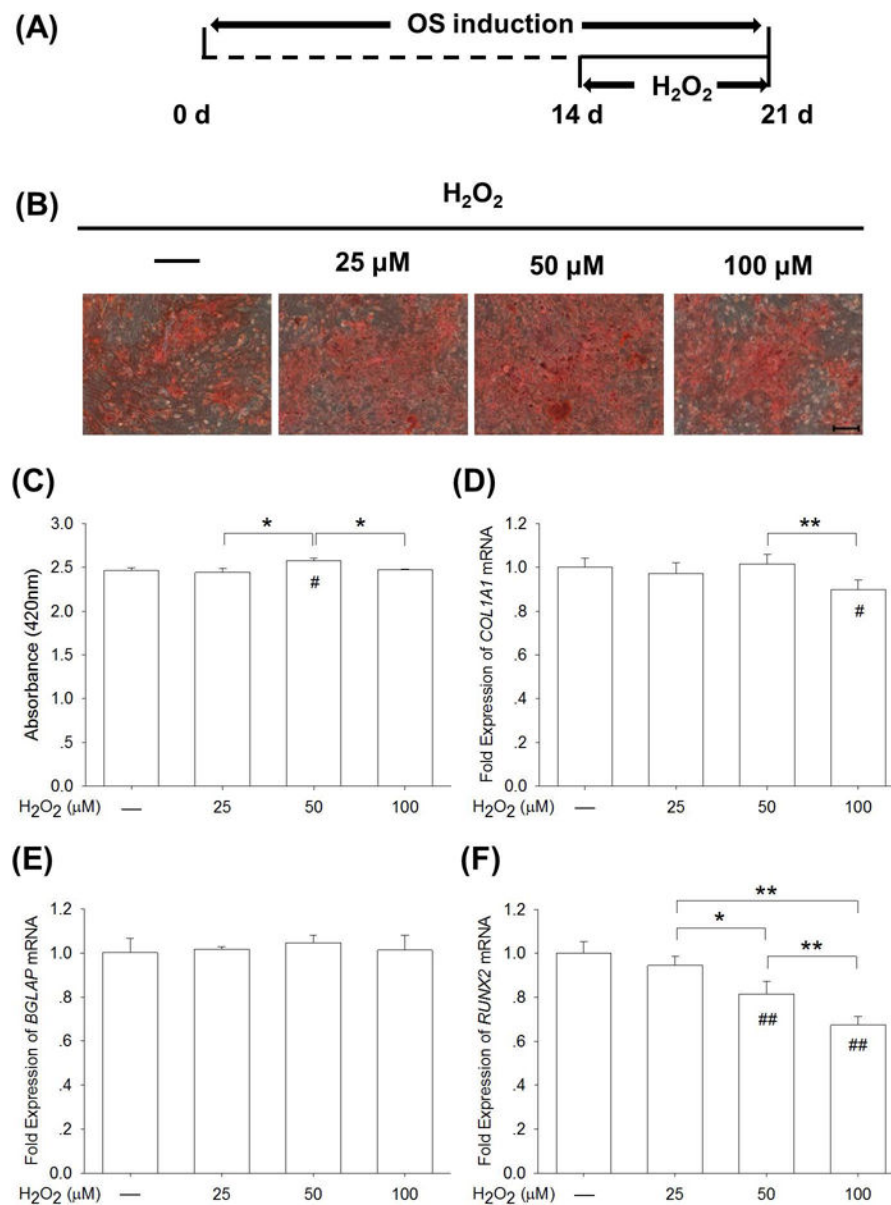 (A)
OS induction
H₂O₂
0 d 14 d 21 d
(B)
H₂O₂
— 25 μM 50 μM 100 μM
(C)
Absorbance (420nm)
3.0
2.5
2.0
1.5
1.0
.5
0.0
* *
#
H₂O₂ (μM) — 25 50 100
(D)
Fold Expression of COL1A1 mRNA
1.2
1.0
.8
.6
.4
.2
0.0
**
#
H₂O₂ (μM) — 25 50 100
(E)
Fold Expression of BGLAP mRNA
1.2
1.0
.8
.6
.4
.2
0.0
H₂O₂ (μM) — 25 50 100
(F)
Fold Expression of RUNX2 mRNA
1.2
1.0
.8
.6
.4
.2
0.0
**
* **
## ##
H₂O₂ (μM) — 25 50 100